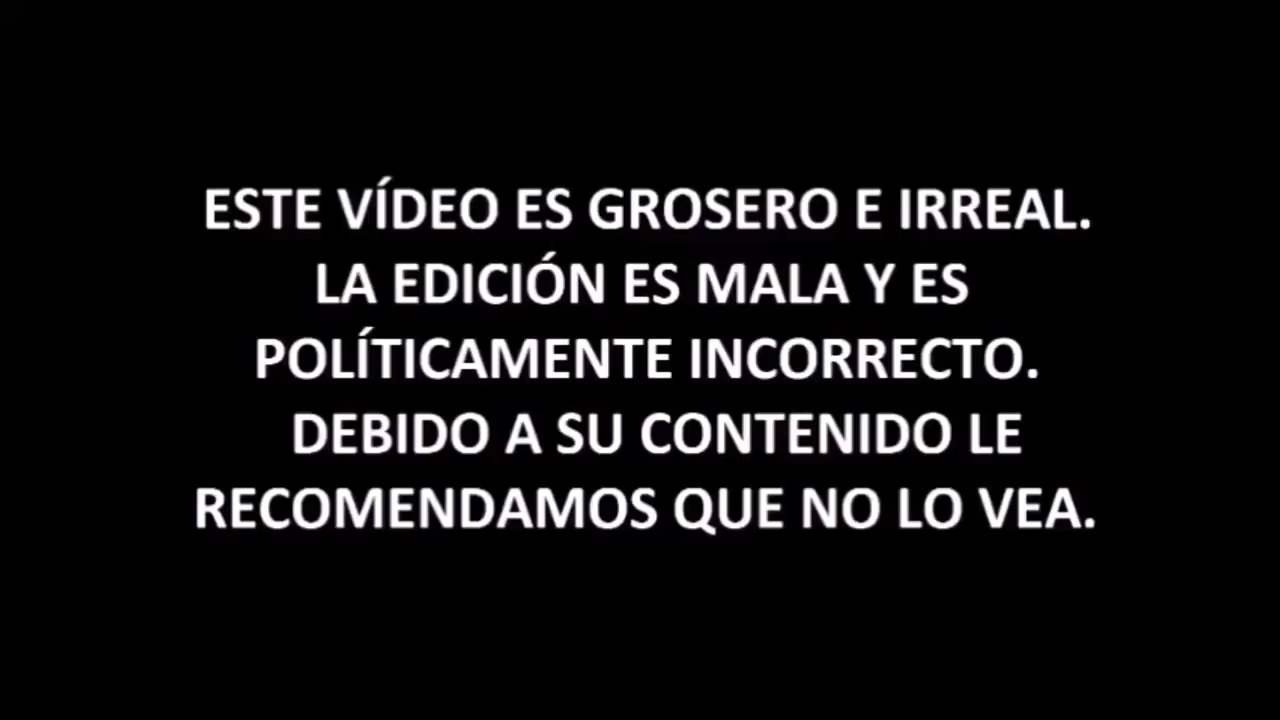 ESTE VÍDEO ES GROSERO E IRREAL.
LA EDICIÓN ES MALA Y ES
POLÍTICAMENTE INCORRECTO.
DEBIDO A SU CONTENIDO LE
RECOMENDAMOS QUE NO LO VEA.